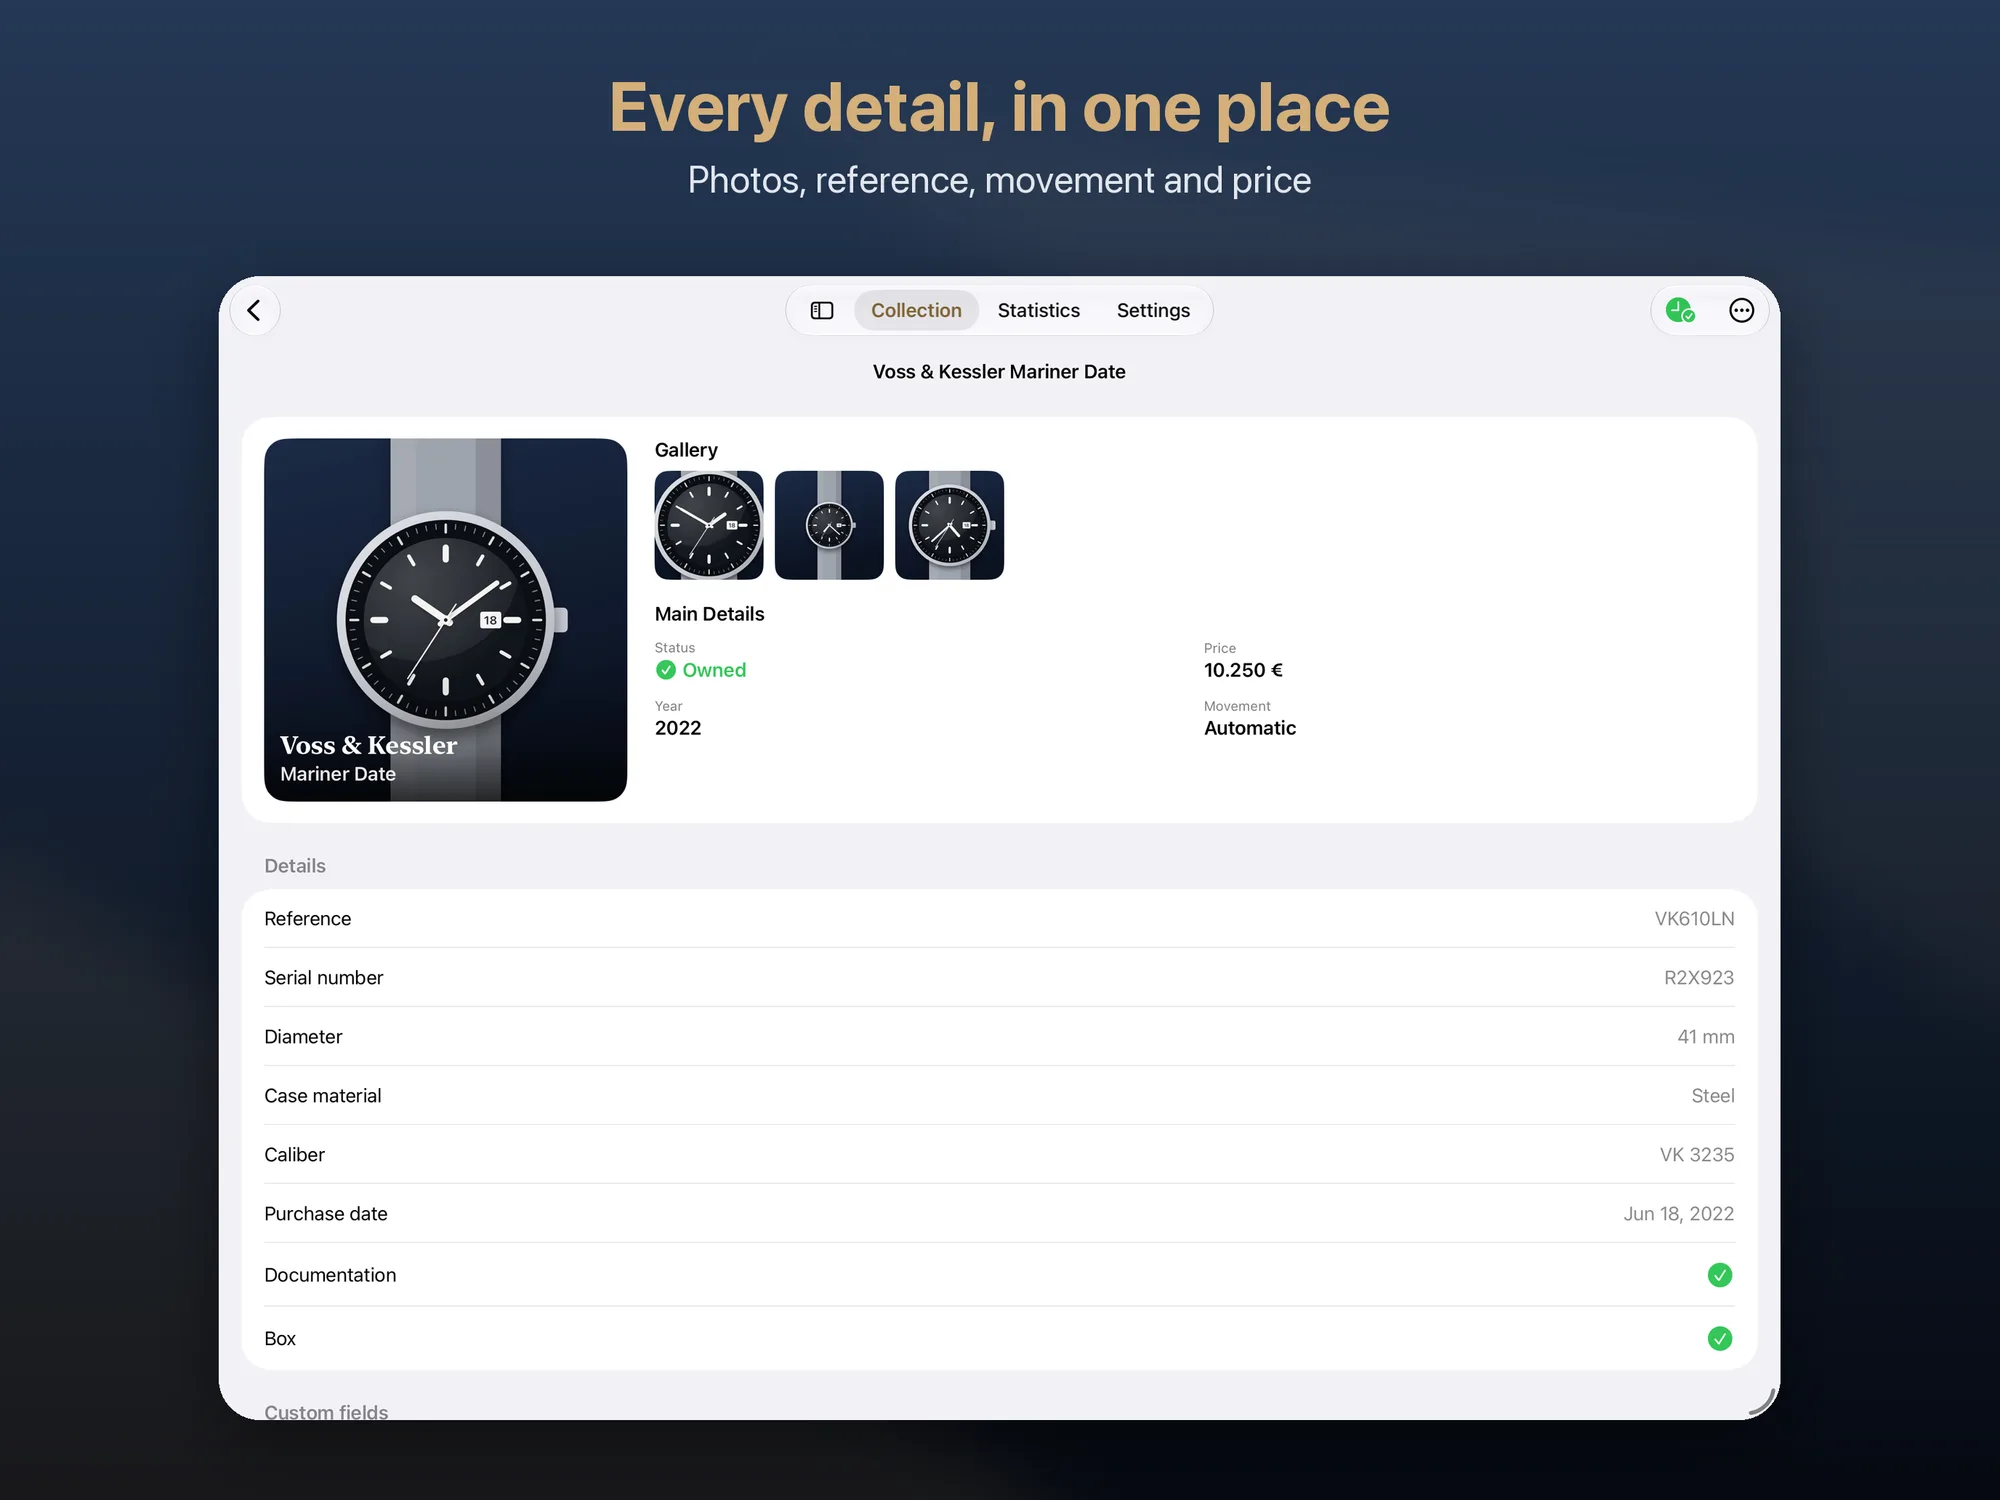 Every detail, in one place
Photos, reference, movement and price
Collection
Statistics
Settings
Voss & Kessler Mariner Date
18
Voss & Kessler
Mariner Date
Gallery
18
18
Main Details
Status
Owned
Price
10.250 €
Year
2022
Movement
Automatic
Details
Reference
VK610LN
Serial number
R2X923
Diameter
41 mm
Case material
Steel
Caliber
VK 3235
Purchase date
Jun 18, 2022
Documentation
Box
Custom fields